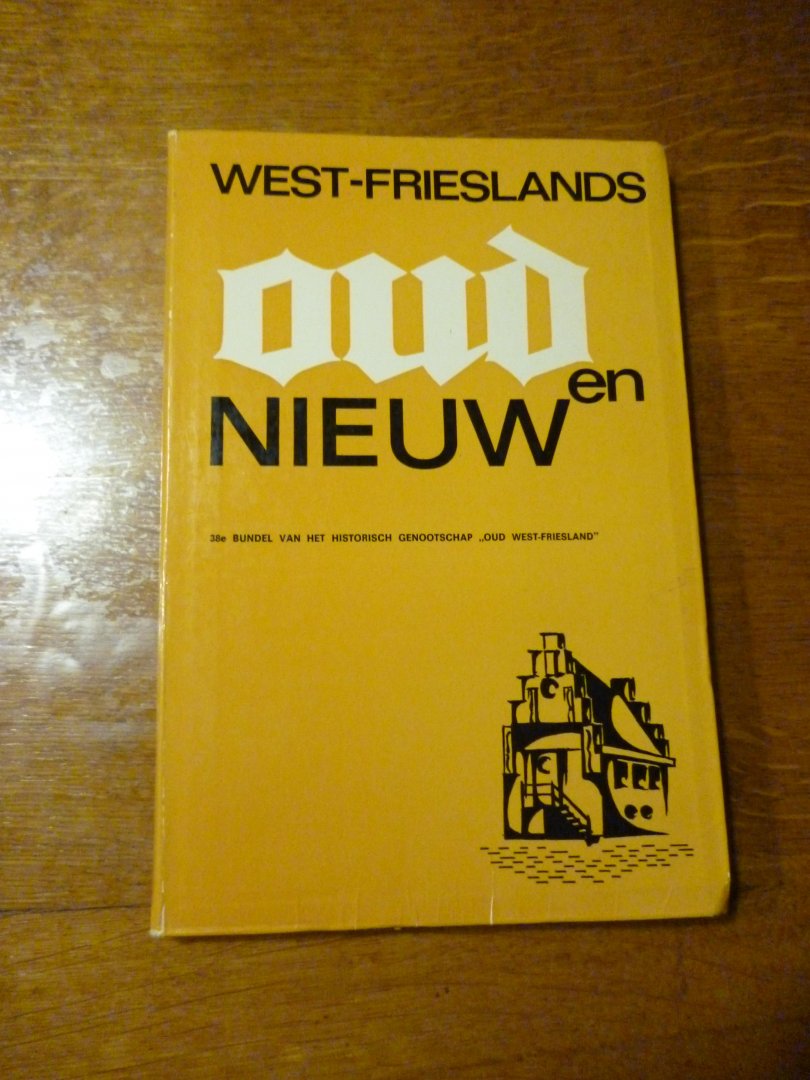 WEST-FRIESLANDS
oud
en
NIEUW
38e BUNDEL VAN HET HISTORISCH GENOOTSCHAP „OUD WEST-FRIESLAND"